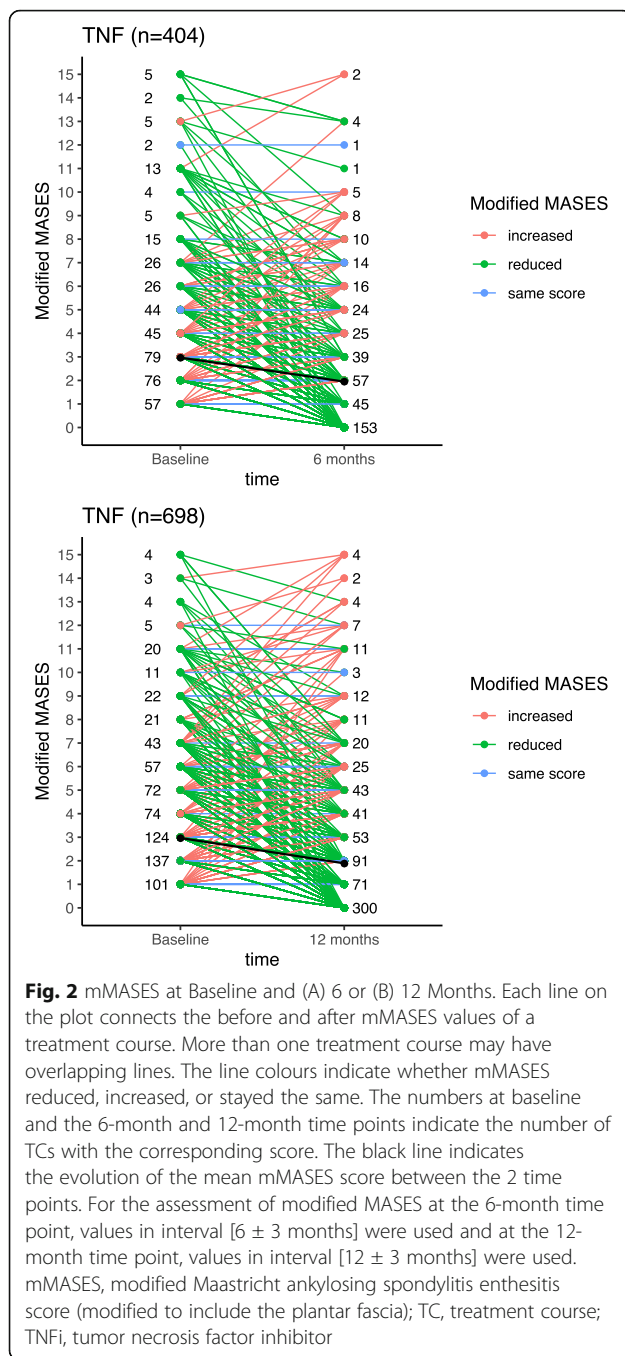 TNF (n=404)
15 5 2
14 2
13 5 4
12 2 1
11 13 1
10 4 5
9 5 8
8 15 10
7 26 14
6 26 16
5 44 24
4 45 25
3 79 39
2 76 57
1 57 45
0 153
Modified MASES
Baseline 6 months
time
Modified MASES
increased
reduced
same score
TNF (n=698)
15 4 4
14 3 2
13 4 4
12 5 7
11 20 11
10 11 3
9 22 12
8 21 11
7 43 20
6 57 25
5 72 43
4 74 41
3 124 53
2 137 91
1 101 71
0 300
Modified MASES
Baseline 12 months
time
Modified MASES
increased
reduced
same score
Fig. 2 mMASES at Baseline and (A) 6 or (B) 12 Months. Each line on
the plot connects the before and after mMASES values of a
treatment course. More than one treatment course may have
overlapping lines. The line colours indicate whether mMASES
reduced, increased, or stayed the same. The numbers at baseline
and the 6-month and 12-month time points indicate the number of
TCs with the corresponding score. The black line indicates
the evolution of the mean mMASES score between the 2 time
points. For the assessment of modified MASES at the 6-month time
point, values in interval [6 ± 3 months] were used and at the 12-
month time point, values in interval [12 ± 3 months] were used.
mMASES, modified Maastricht ankylosing spondylitis enthesitis
score (modified to include the plantar fascia); TC, treatment course;
TNFi, tumor necrosis factor inhibitor